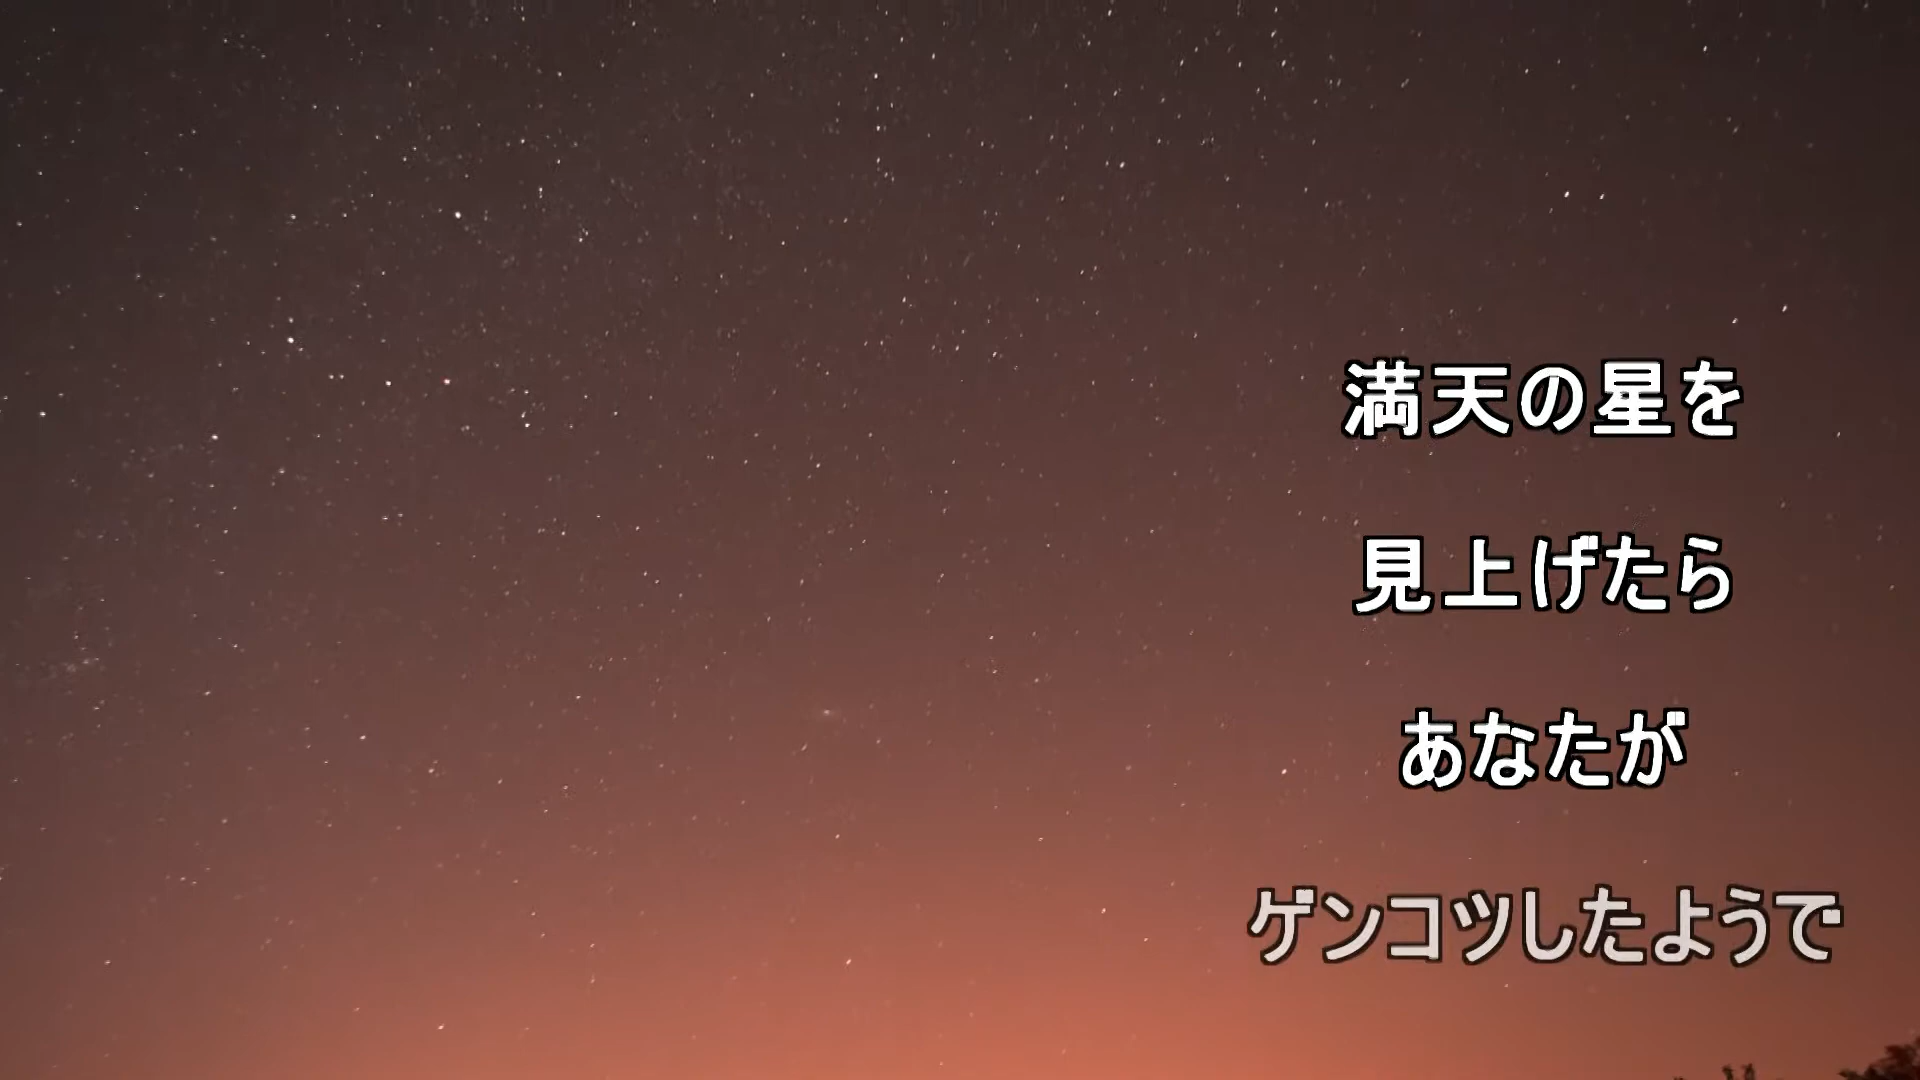 満天の星を
見上げたら
あなたが
ゲンコツしたようで